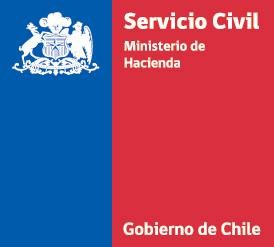 Servicio Civil
Ministerio de
Hacienda
Gobierno de Chile